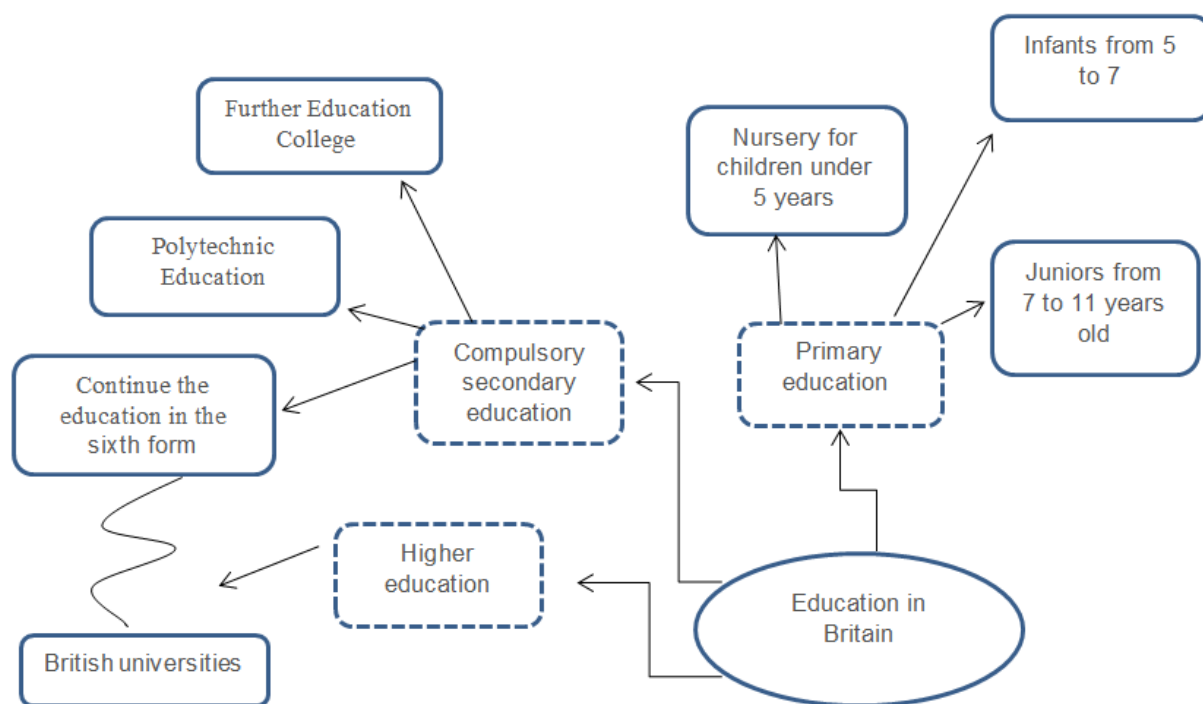 Infants from 5
to 7
Further Education
College
Nursery for
children under
5 years
Polytechnic
Education
Juniors from
7 to 11 years
old
Compulsory
secondary
education
Primary
education
Continue the
education in the
sixth form
Higher
education
Education in
Britain
British universities